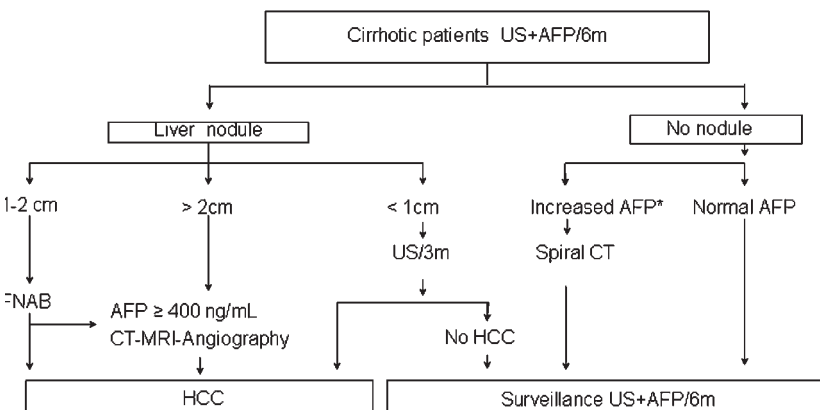 Cirrhotic patients US+AFP/6m
Liver nodule
No nodule
1-2 cm
> 2cm
< 1cm
Increased AFP*
Normal AFP
US/3m
Spiral CT
FNAB
AFP ≥ 400 ng/mL
CT-MRI-Angiography
No HCC
HCC
Surveillance US+AFP/6m